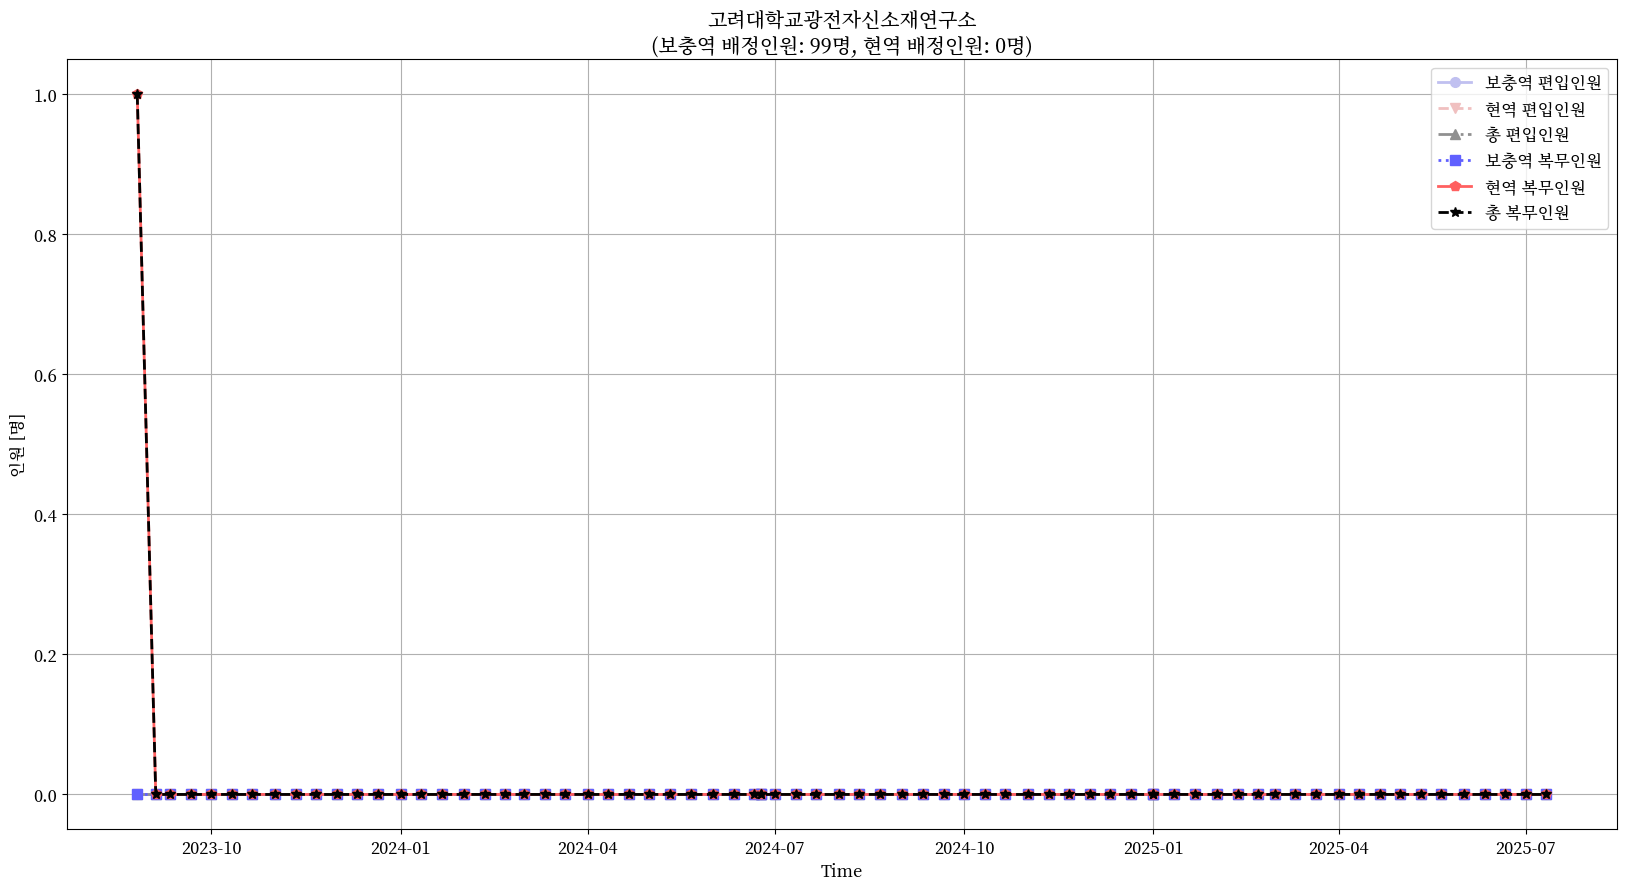 고려대학교광전자신소재연구소
(보충역 배정인원: 99명, 현역 배정인원: 0명)
보충역 편입인원
현역 편입인원
총 편입인원
보충역 복무인원
현역 복무인원
총 복무인원
1.0
0.8
0.6
0.4
0.2
0.0
인원 [명]
2023-10
2024-01
2024-04
2024-07
2024-10
2025-01
2025-04
2025-07
Time